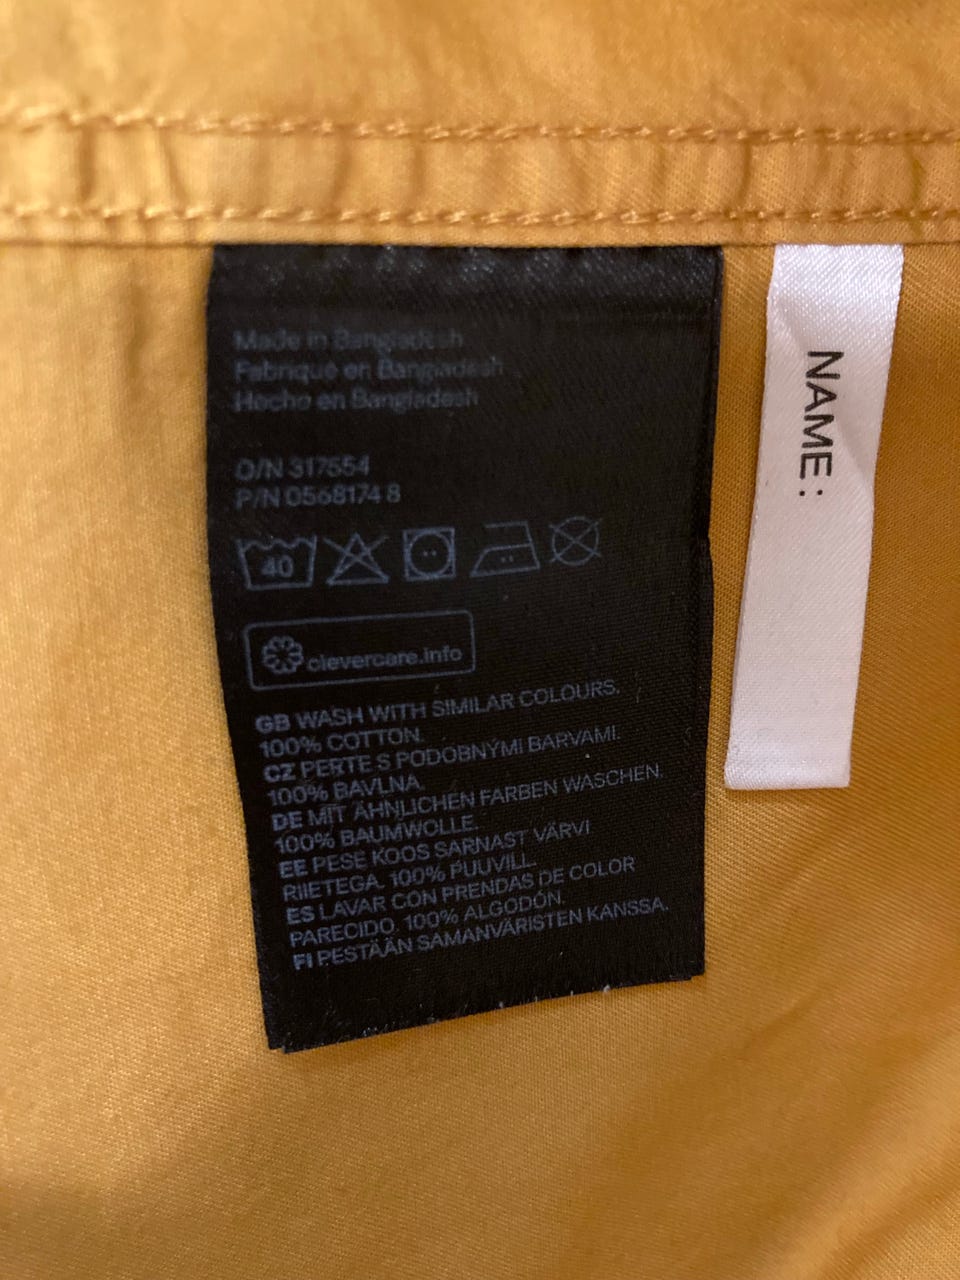 Made in Bangladesh
Fabriqué en Bangladesh
Hecho en Bangladesh
O/N 317554
P/N 0568174 8
40
clevercare.info
GB WASH WITH SIMILAR COLOURS.
100% COTTON.
CZ PERTE S PODOBNÝMI BARVAMI.
100% BAVLNA.
DE MIT ÄHNLICHEN FARBEN WASCHEN.
100% BAUMWOLLE.
EE PESE KOOS SARNAST VÄRVI
RIIETEGA. 100% PUUVILL.
ES LAVAR CON PRENDAS DE COLOR
PARECIDO. 100% ALGODÓN.
FI PESTÄÄN SAMANVÄRISTEN KANSSA.
NAME: